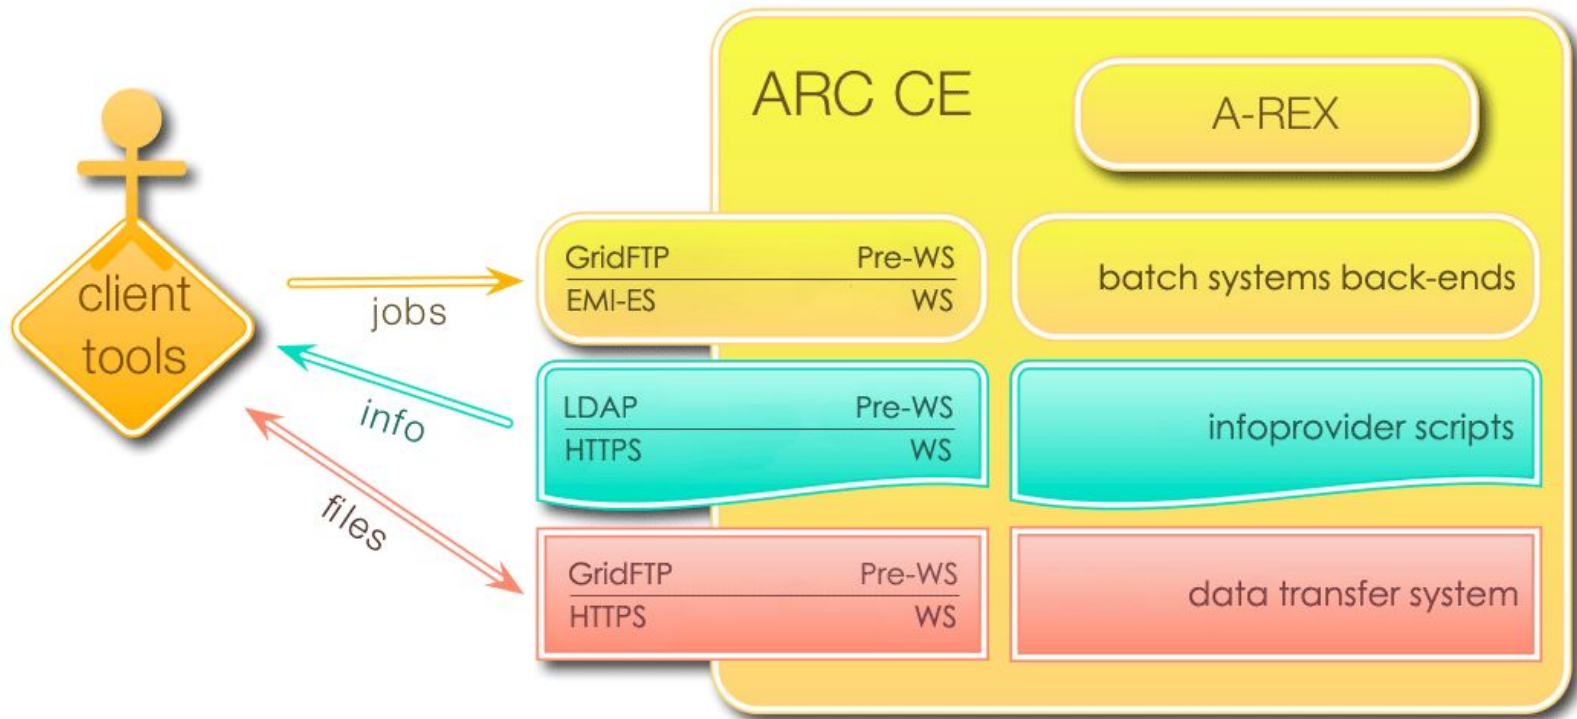 ARC CE
A-REX
client
tools
jobs
info
files
GridFTP Pre-WS
EMI-ES WS
batch systems back-ends
LDAP Pre-WS
HTTPS WS
infoprovider scripts
GridFTP Pre-WS
HTTPS WS
data transfer system